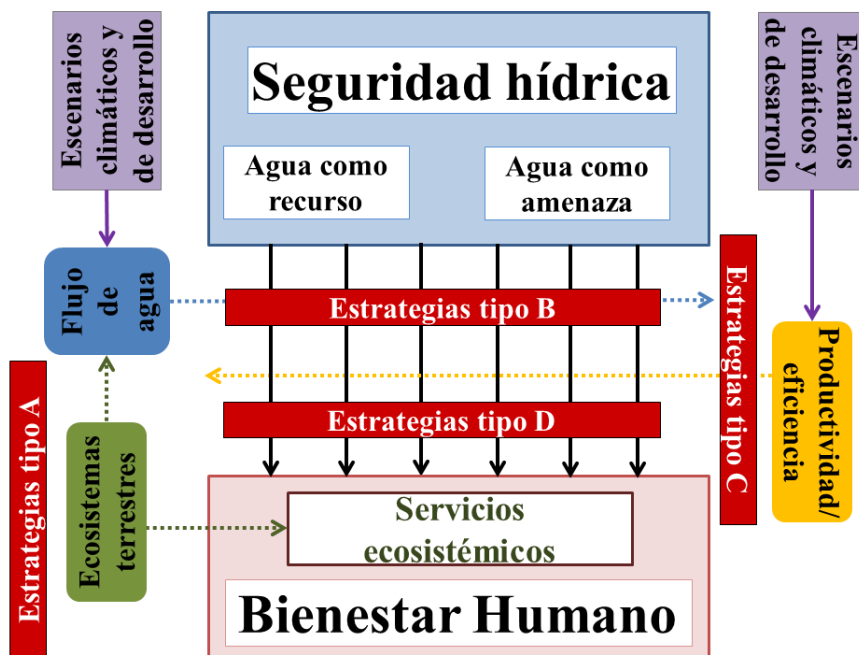 Escenarios
climáticos y
de desarrollo
Seguridad hídrica
Agua como
recurso
Agua como
amenaza
Escenarios
climáticos y
de desarrollo
Flujo
de
agua
Estrategias tipo B
Estrategias tipo C
Productividad/
eficiencia
Estrategias tipo A
Ecosistemas
terrestres
Estrategias tipo D
Servicios
ecosistémicos
Bienestar Humano